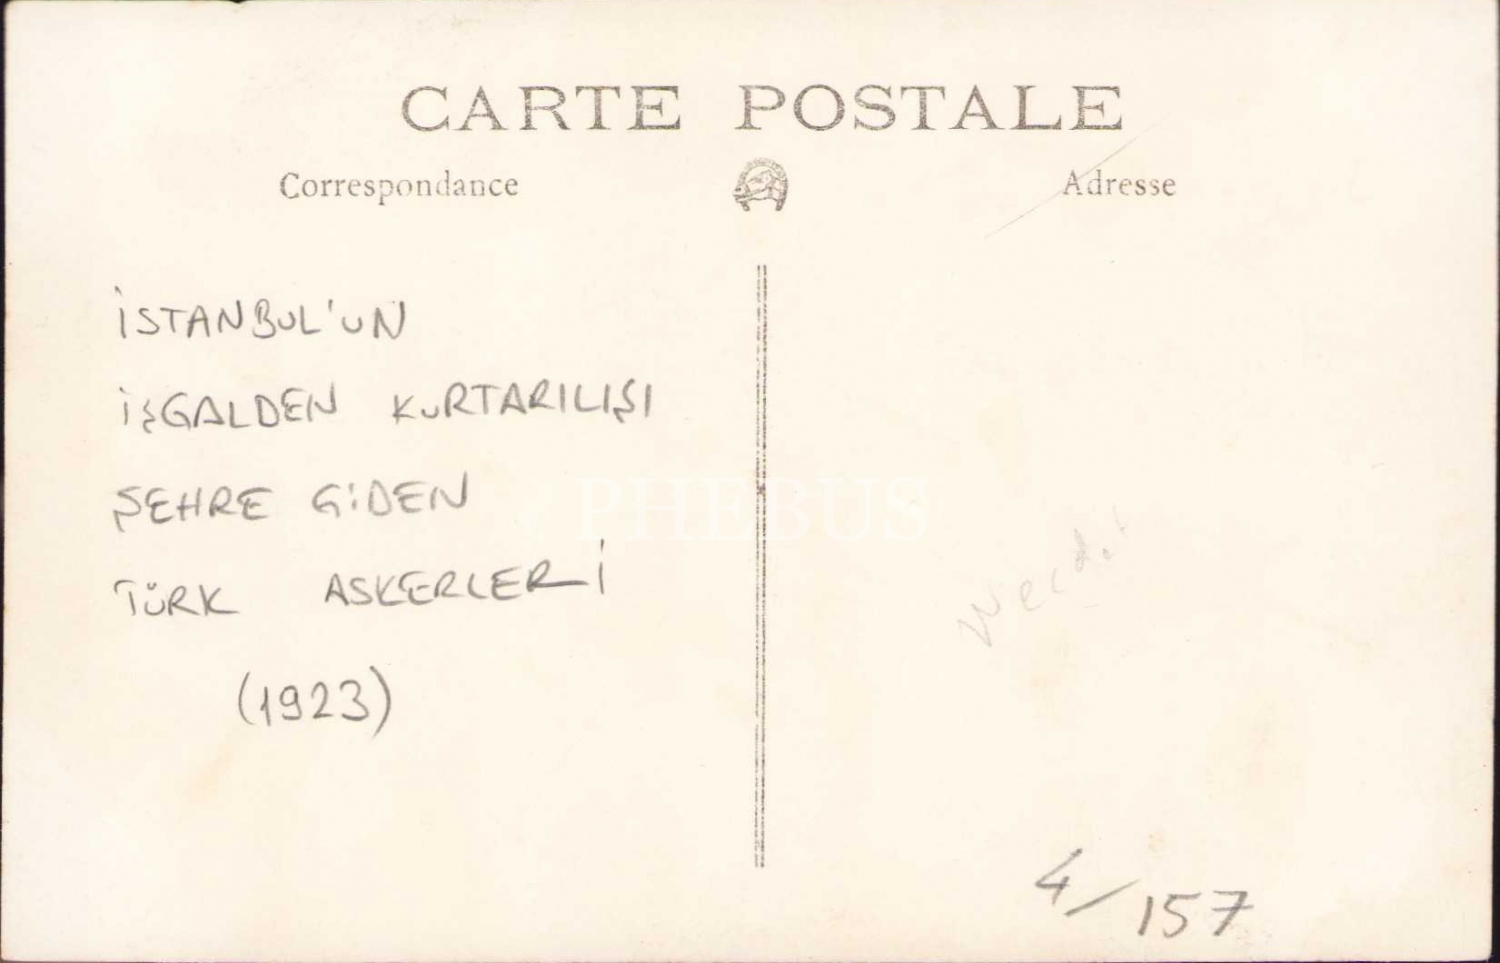 CARTE POSTALE
Correspondance
Adresse
İSTANBUL'UN
İŞGALDEN KURTARILIŞI
ŞEHRE GİDEN
TÜRK ASKERLERİ
(1923)
PHEBUS
4/157